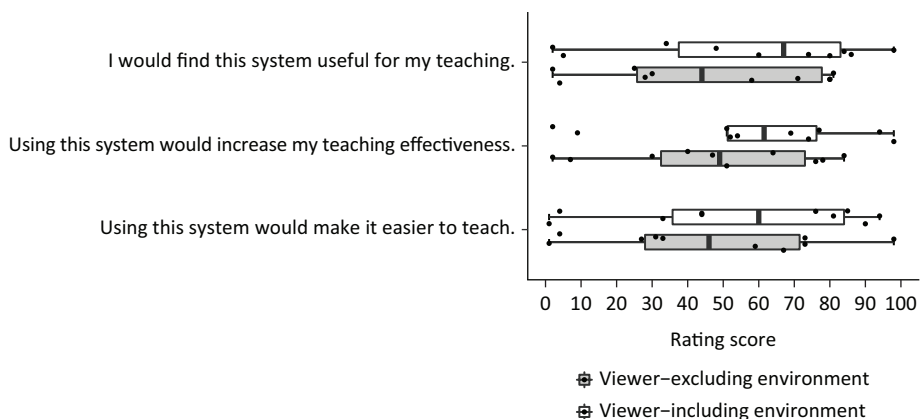 I would find this system useful for my teaching.
Using this system would increase my teaching effectiveness.
Using this system would make it easier to teach.
0 10 20 30 40 50 60 70 80 90 100
Rating score
Viewer−excluding environment
Viewer−including environment